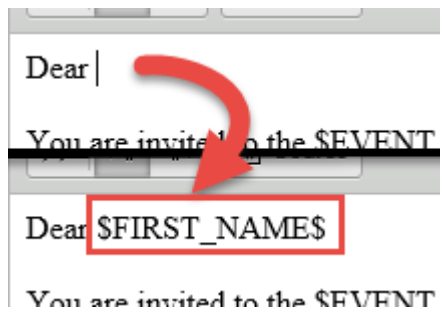 Dear
You are invited to the $EVENT
Dear $FIRST_NAME$
You are invited to the $EVENT